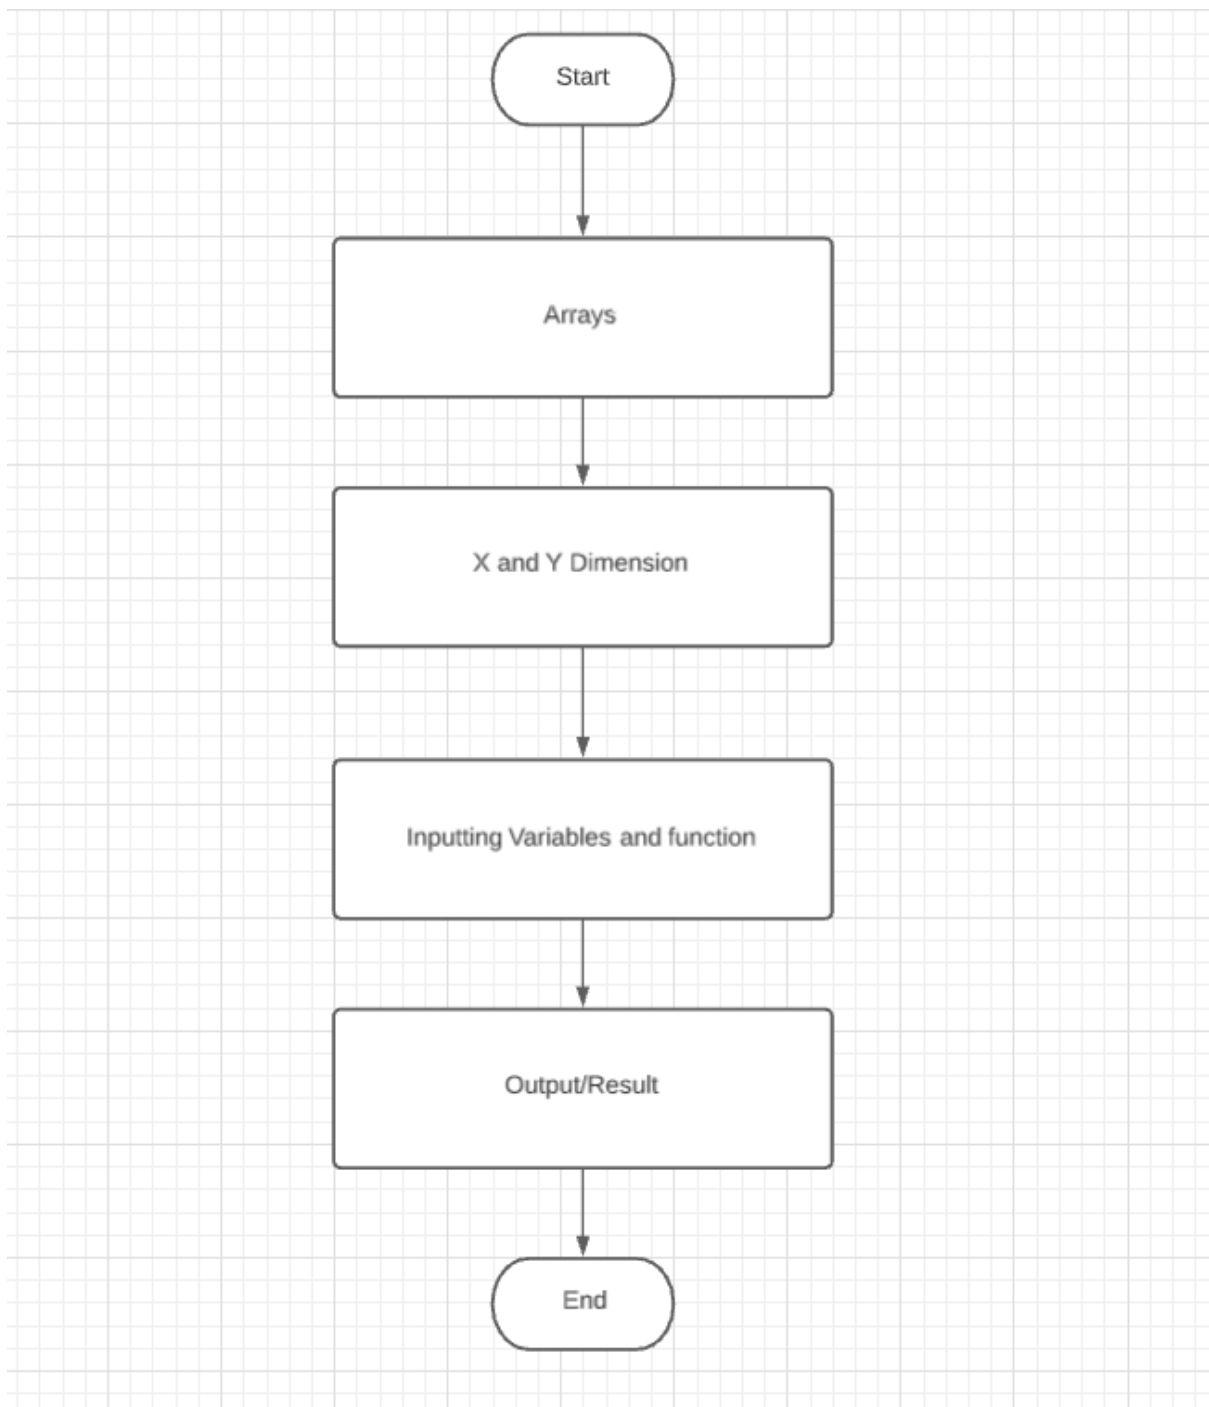 Start
Arrays
X and Y Dimension
Inputting Variables and function
Output/Result
End